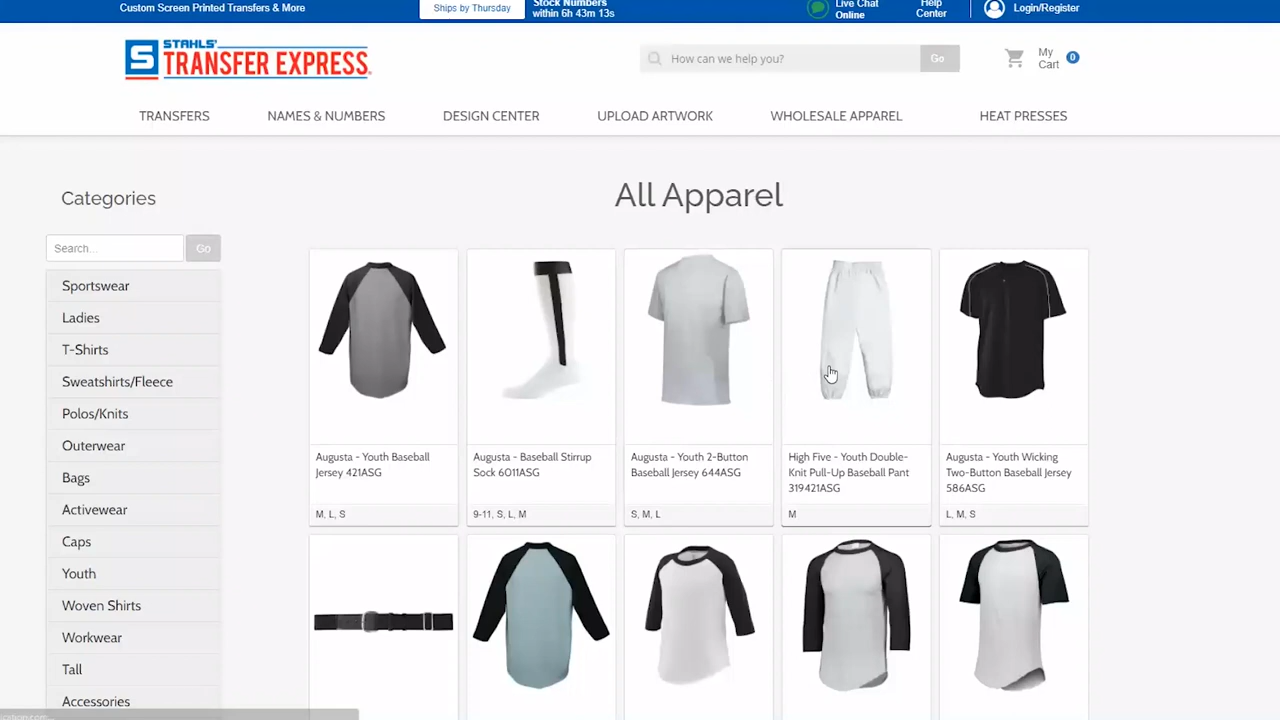 Custom Screen Printed Transfers & More
Ships by Thursday
Stock Numbers
within 6h 43m 13s
Live Chat
Online
Help
Center
Login/Register
S STAHLS'
TRANSFER EXPRESS®
How can we help you?
Go
My
Cart
0
TRANSFERS
NAMES & NUMBERS
DESIGN CENTER
UPLOAD ARTWORK
WHOLESALE APPAREL
HEAT PRESSES
Categories
Search...
Go
Sportswear
Ladies
T-Shirts
Sweatshirts/Fleece
Polos/Knits
Outerwear
Bags
Activewear
Caps
Youth
Woven Shirts
Workwear
Tall
Accessories
All Apparel
Augusta - Youth Baseball
Jersey 421ASG
M, L, S
Augusta - Baseball Stirrup
Sock 6011ASG
9-11, S, L, M
Augusta - Youth 2-Button
Baseball Jersey 644ASG
S, M, L
High Five - Youth Double-
Knit Pull-Up Baseball Pant
319421ASG
M
Augusta - Youth Wicking
Two-Button Baseball Jersey
586ASG
L, M, S